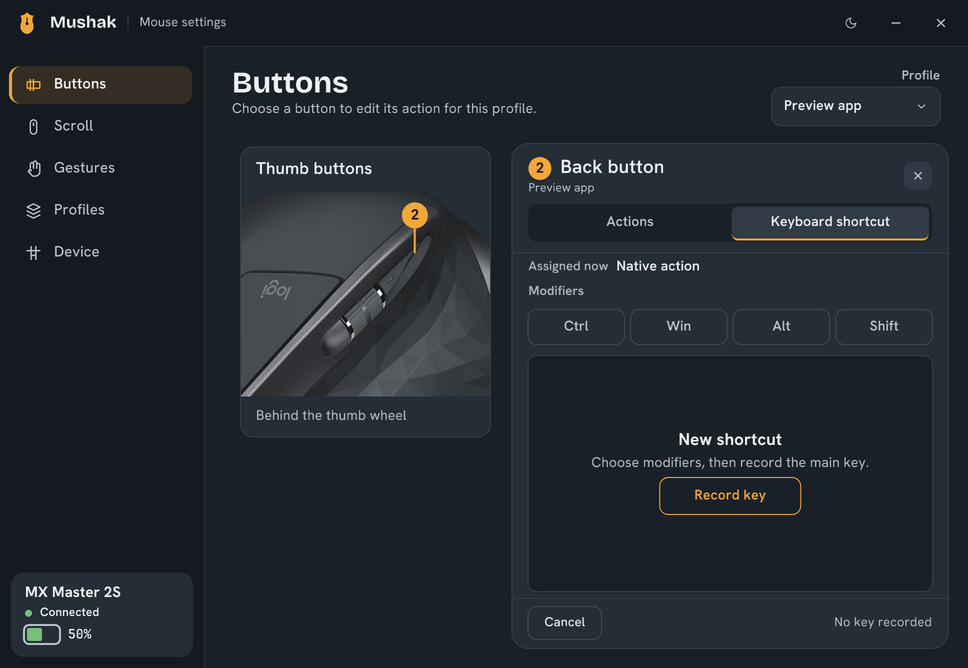 Mushak
Mouse settings
Buttons
Scroll
Gestures
Profiles
Device
MX Master 2S
Connected
50%
Buttons
Choose a button to edit its action for this profile.
Profile
Preview app
Thumb buttons
2
logi
Behind the thumb wheel
2 Back button
Preview app
Actions
Keyboard shortcut
Assigned now Native action
Modifiers
Ctrl
Win
Alt
Shift
New shortcut
Choose modifiers, then record the main key.
Record key
Cancel
No key recorded